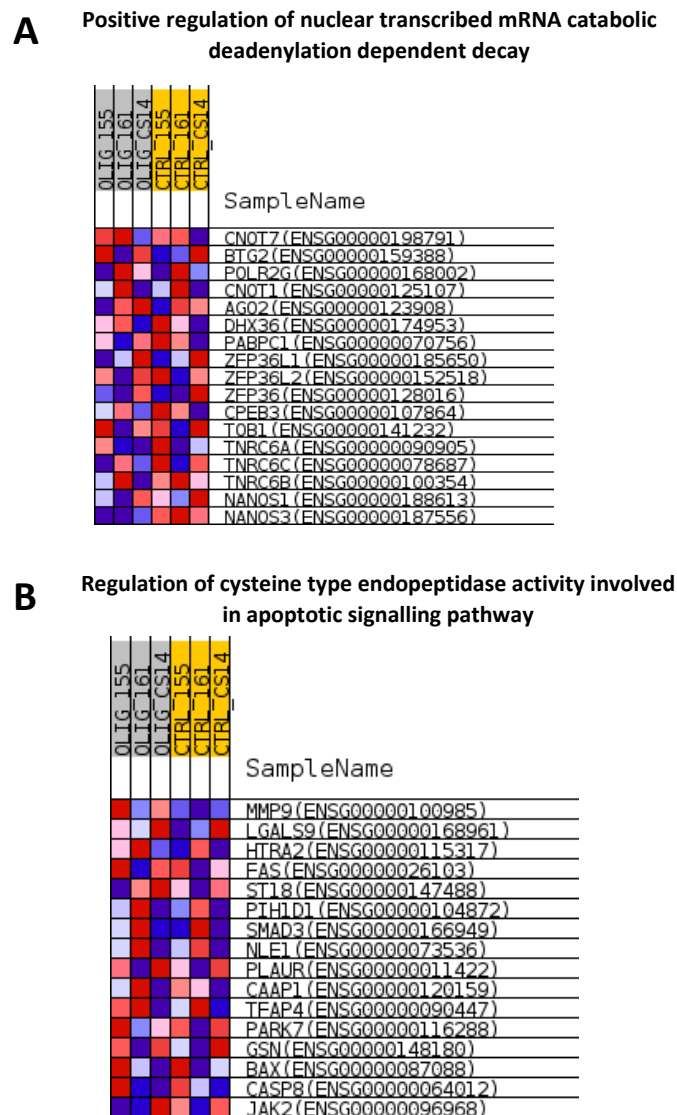 A
Positive regulation of nuclear transcribed mRNA catabolic
deadenylation dependent decay
OLIG_155
OLIG_161
OLIG_CS14
CTRL_155
CTRL_161
CTRL_CS14
SampleName
CNOT7(ENSG00000198791)
BTG2(ENSG00000159388)
POLR2G(ENSG00000168002)
CNOT1(ENSG00000125107)
AGO2(ENSG00000123908)
DHX36(ENSG00000174953)
PABPC1(ENSG00000070756)
ZFP36L1(ENSG00000185650)
ZFP36L2(ENSG00000152518)
ZFP36(ENSG00000128016)
CPEB3(ENSG00000107864)
TOB1(ENSG00000141232)
TNRC6A(ENSG00000090905)
TNRC6C(ENSG00000078687)
TNRC6B(ENSG00000100354)
NANOS1(ENSG00000188613)
NANOS3(ENSG00000187556)
B
Regulation of cysteine type endopeptidase activity involved
in apoptotic signalling pathway
OLIG_155
OLIG_161
OLIG_CS14
CTRL_155
CTRL_161
CTRL_CS14
SampleName
MMP9(ENSG00000100985)
LGALS9(ENSG00000168961)
HTRA2(ENSG00000115317)
FAS(ENSG00000026103)
ST18(ENSG00000147488)
PIH1D1(ENSG00000104872)
SMAD3(ENSG00000166949)
NLE1(ENSG00000073536)
PLAUR(ENSG00000011422)
CAAP1(ENSG00000120159)
TFAP4(ENSG00000090447)
PARK7(ENSG00000116288)
GSN(ENSG00000148180)
BAX(ENSG00000087088)
CASP8(ENSG00000064012)
JAK2(ENSG00000096968)